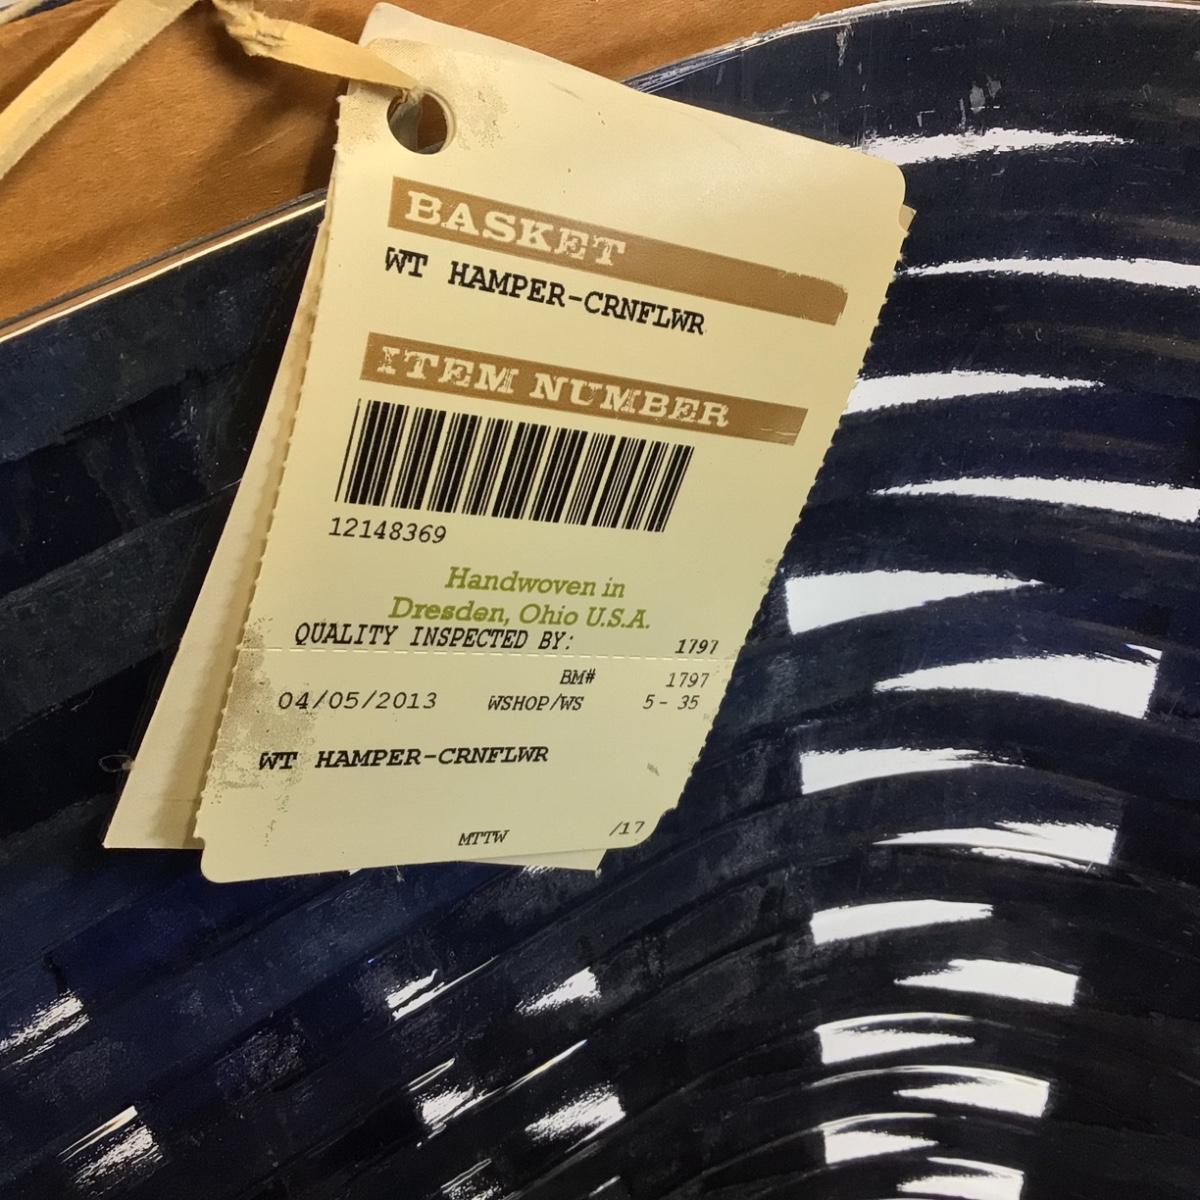 BASKET
WT HAMPER-CRNFLWR
ITEM NUMBER
12148369
Handwoven in
Dresden, Ohio U.S.A.
QUALITY INSPECTED BY: 1797
BM# 1797
04/05/2013 WSHOP/WS 5- 35
WT HAMPER-CRNFLWR
MTTW /17